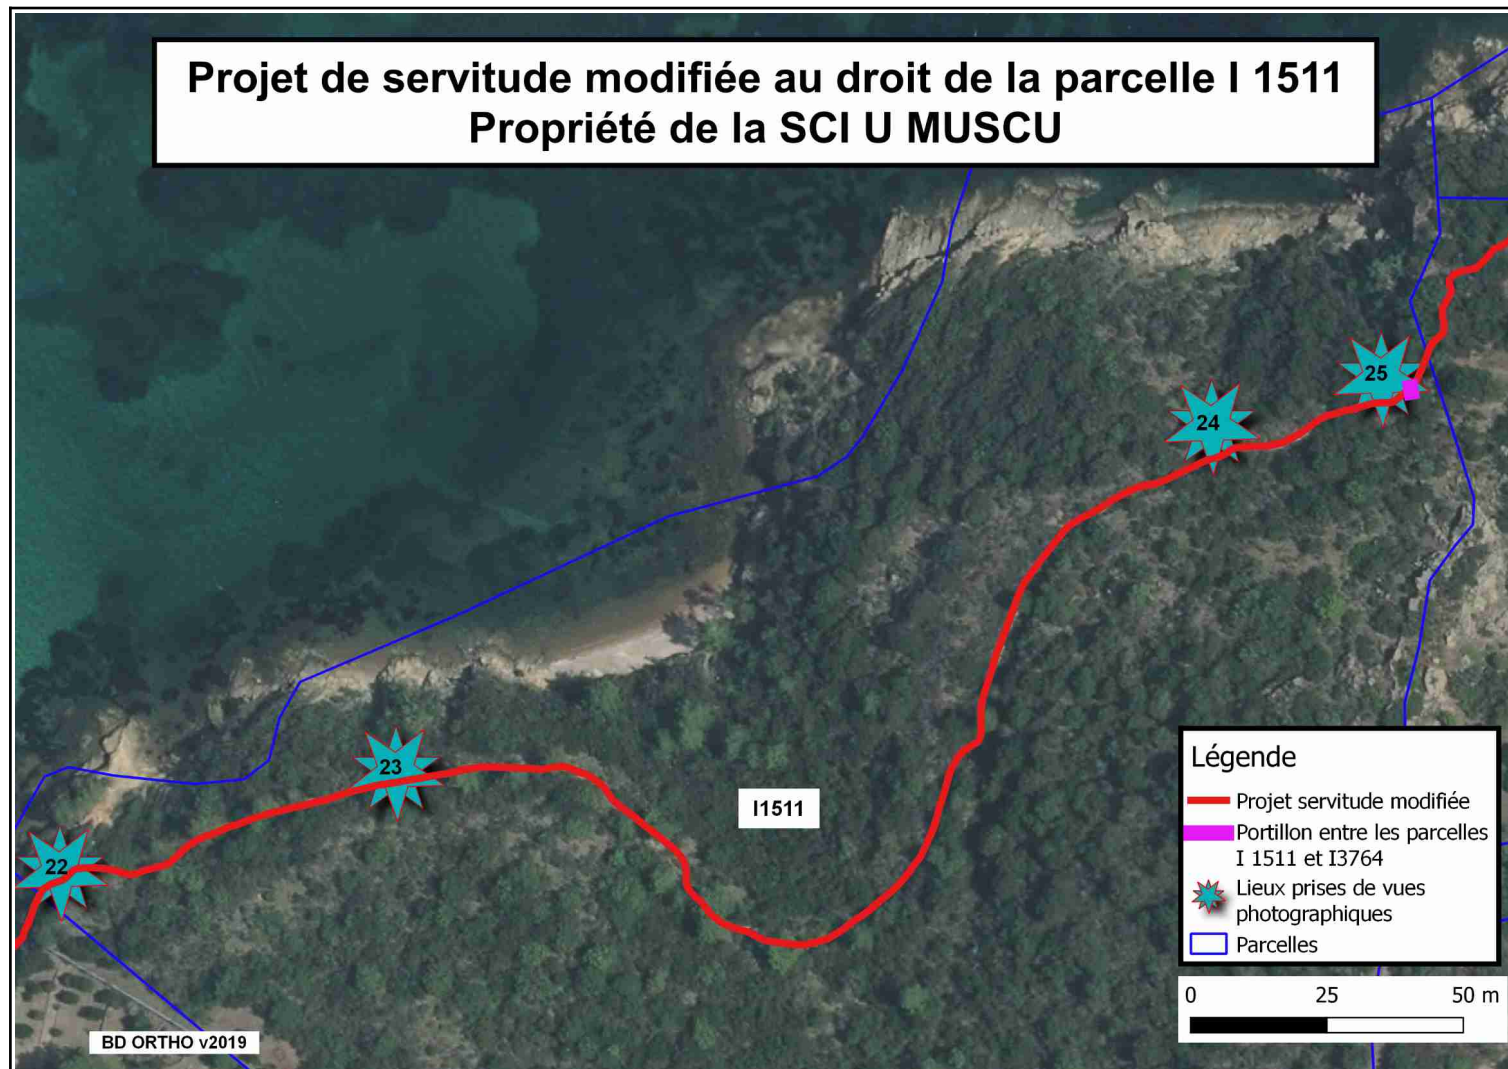 Projet de servitude modifiée au droit de la parcelle I 1511
Propriété de la SCI U MUSCU
25
24
23
22
I1511
Légende
Projet servitude modifiée
Portillon entre les parcelles
I 1511 et I3764
Lieux prises de vues
photographiques
Parcelles
0 25 50 m
BD ORTHO v2019